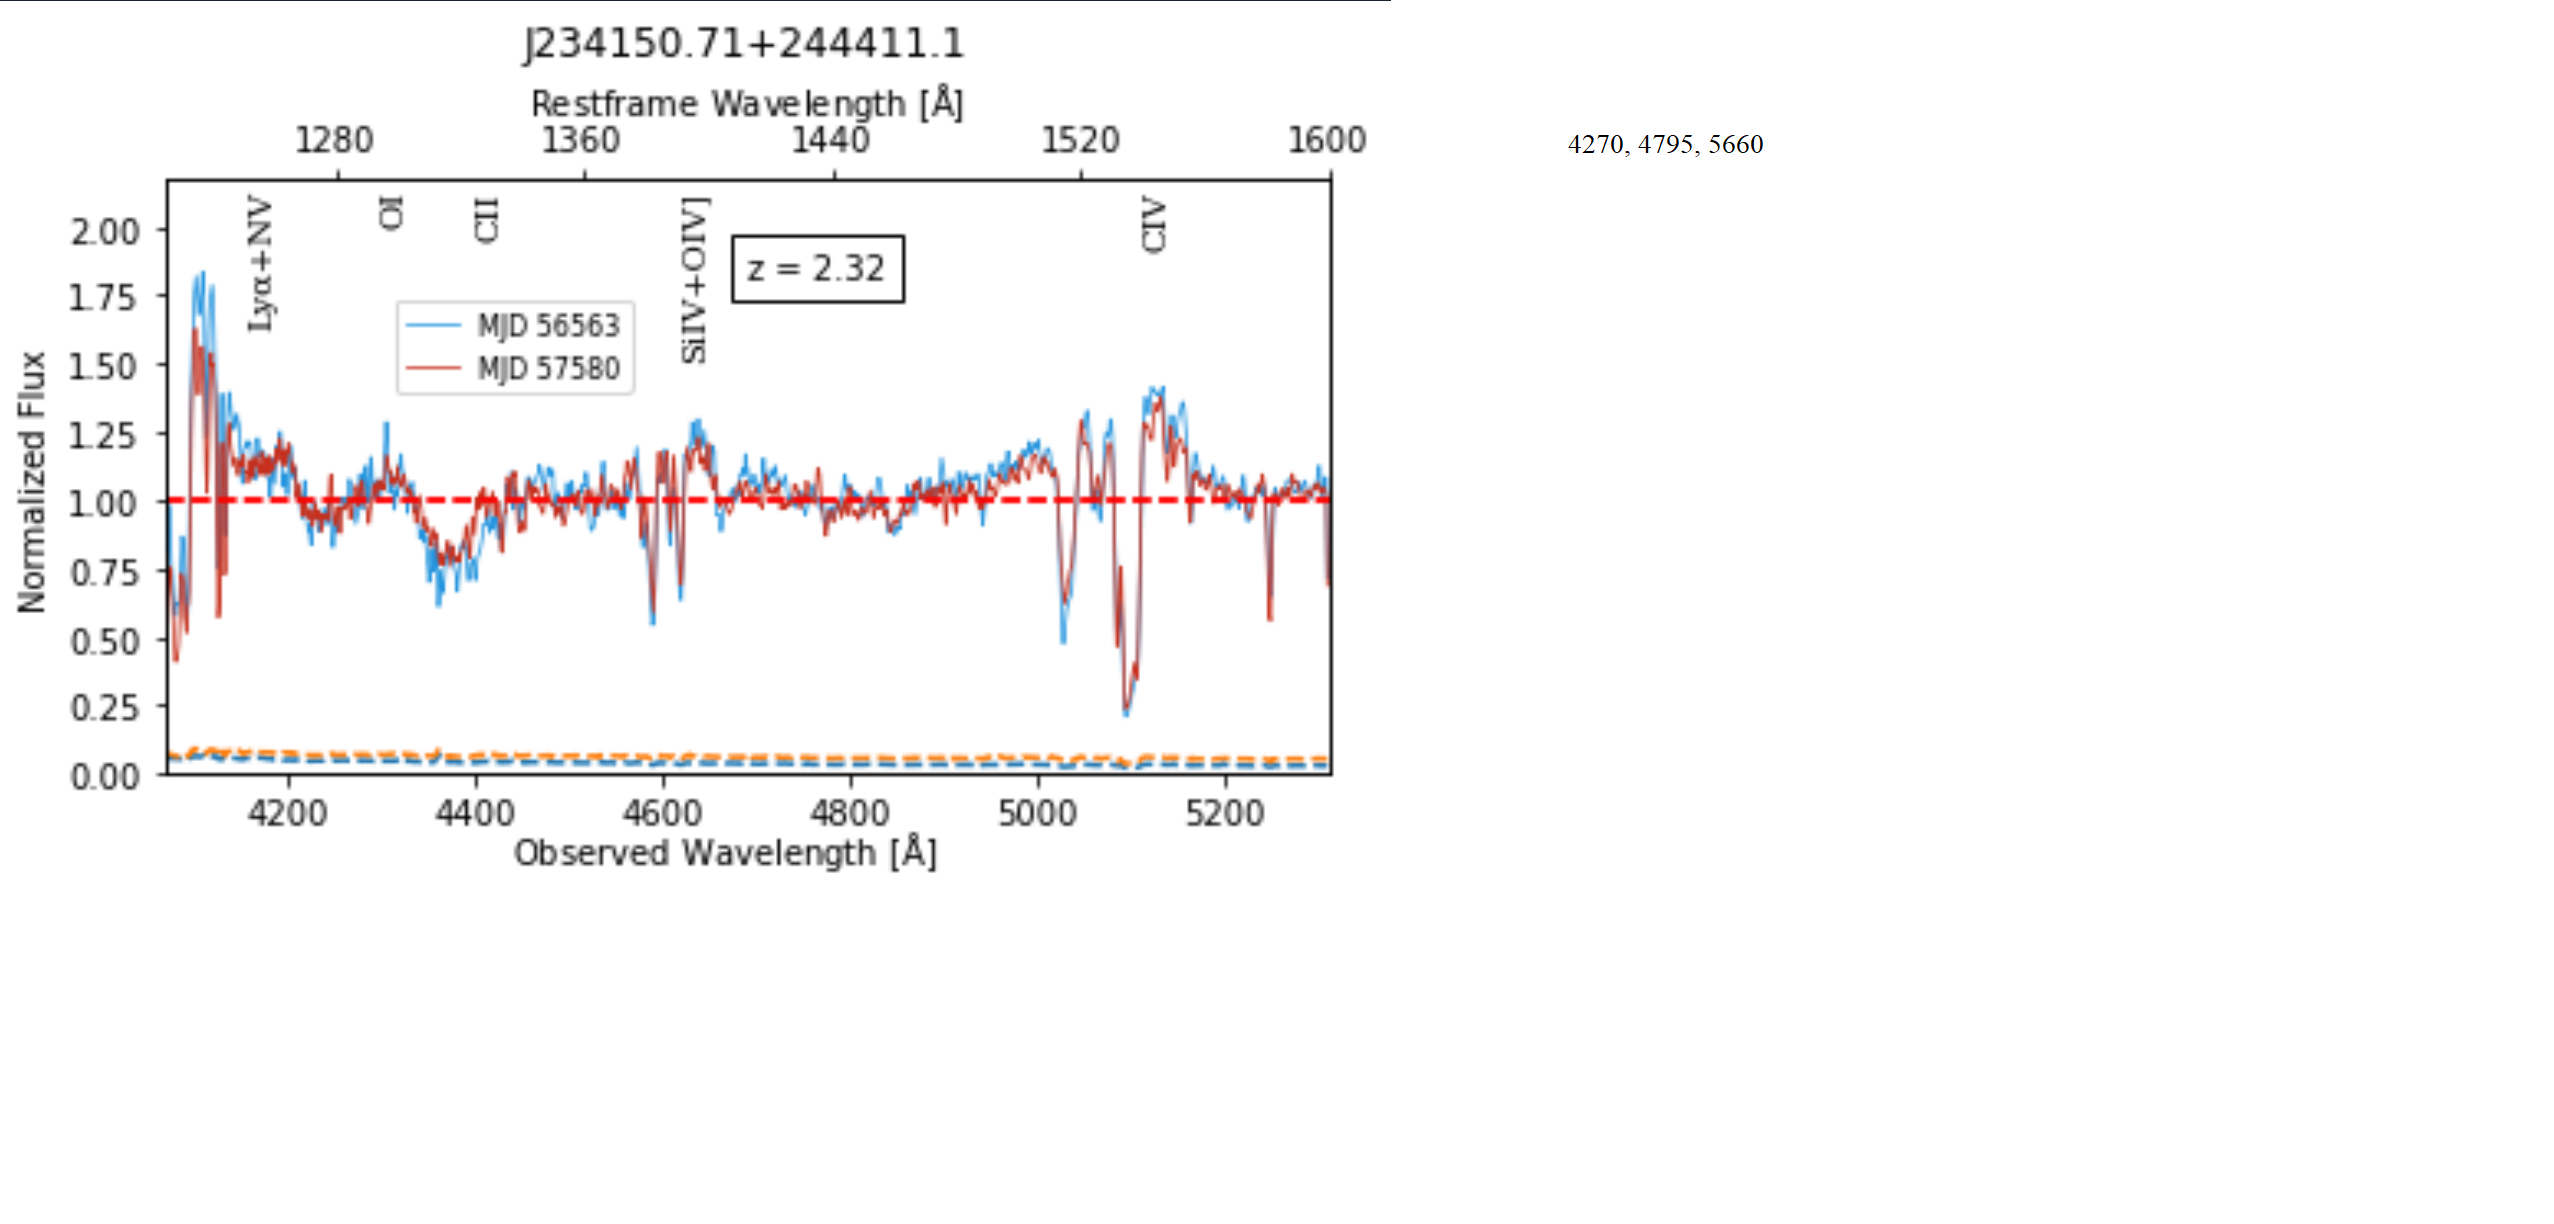 J234150.71+244411.1
Restframe Wavelength [Å]
1280 1360 1440 1520 1600
4270, 4795, 5660
Lyα+NV
OI
CII
SiIV+OIV]
CIV
z = 2.32
MJD 56563
MJD 57580
Normalized Flux
2.00
1.75
1.50
1.25
1.00
0.75
0.50
0.25
0.00
4200 4400 4600 4800 5000 5200
Observed Wavelength [Å]